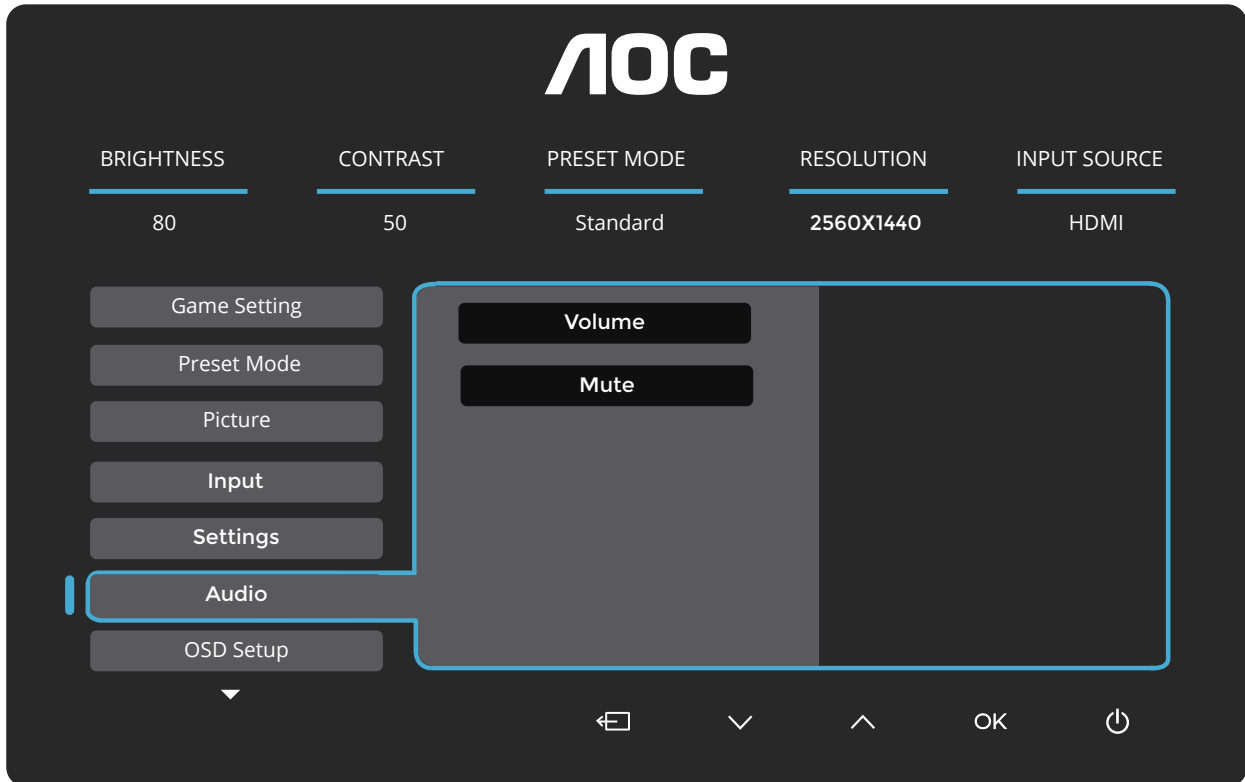 AOC
BRIGHTNESS CONTRAST PRESET MODE RESOLUTION INPUT SOURCE
80 50 Standard 2560X1440 HDMI
Game Setting
Preset Mode
Picture
Input
Settings
Audio
OSD Setup
Volume
Mute
OK